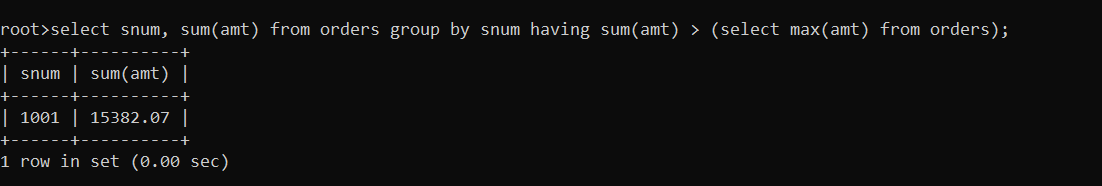 root>select snum, sum(amt) from orders group by snum having sum(amt) > (select max(amt) from orders);
+------+----------+
| snum | sum(amt) |
+------+----------+
| 1001 | 15382.07 |
+------+----------+
1 row in set (0.00 sec)